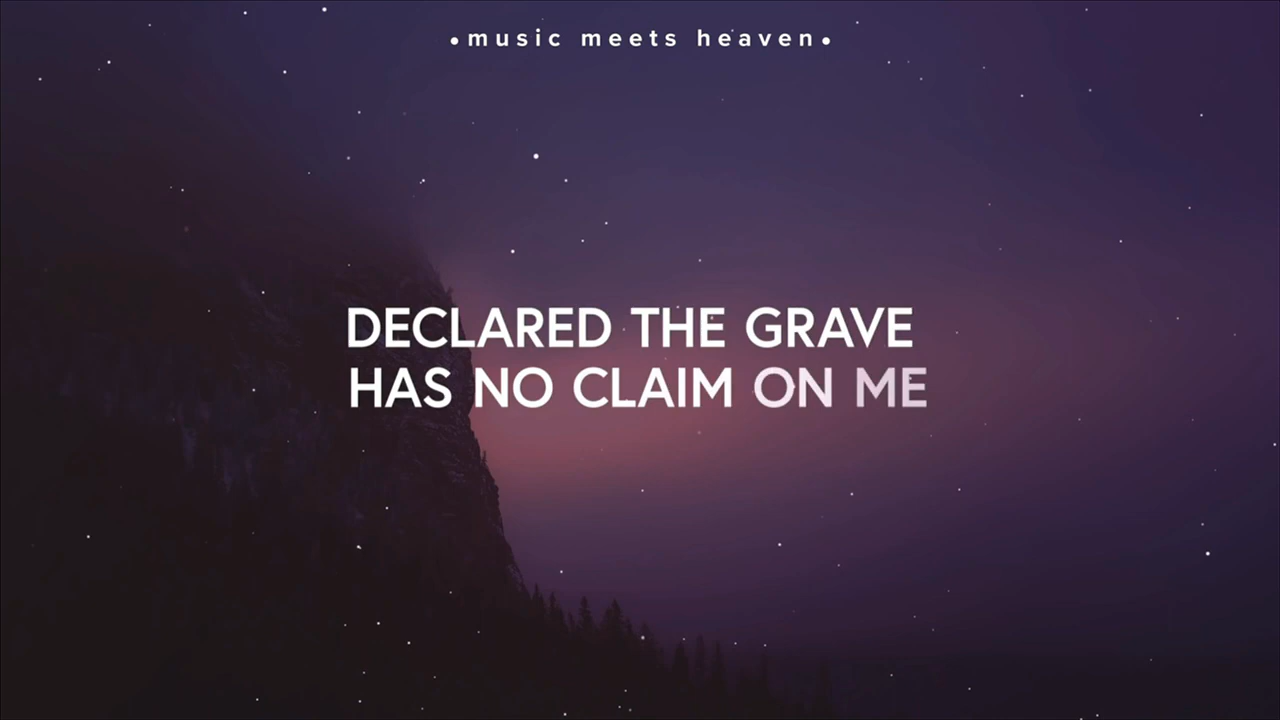 •music meets heaven•
DECLARED THE GRAVE
HAS NO CLAIM ON ME